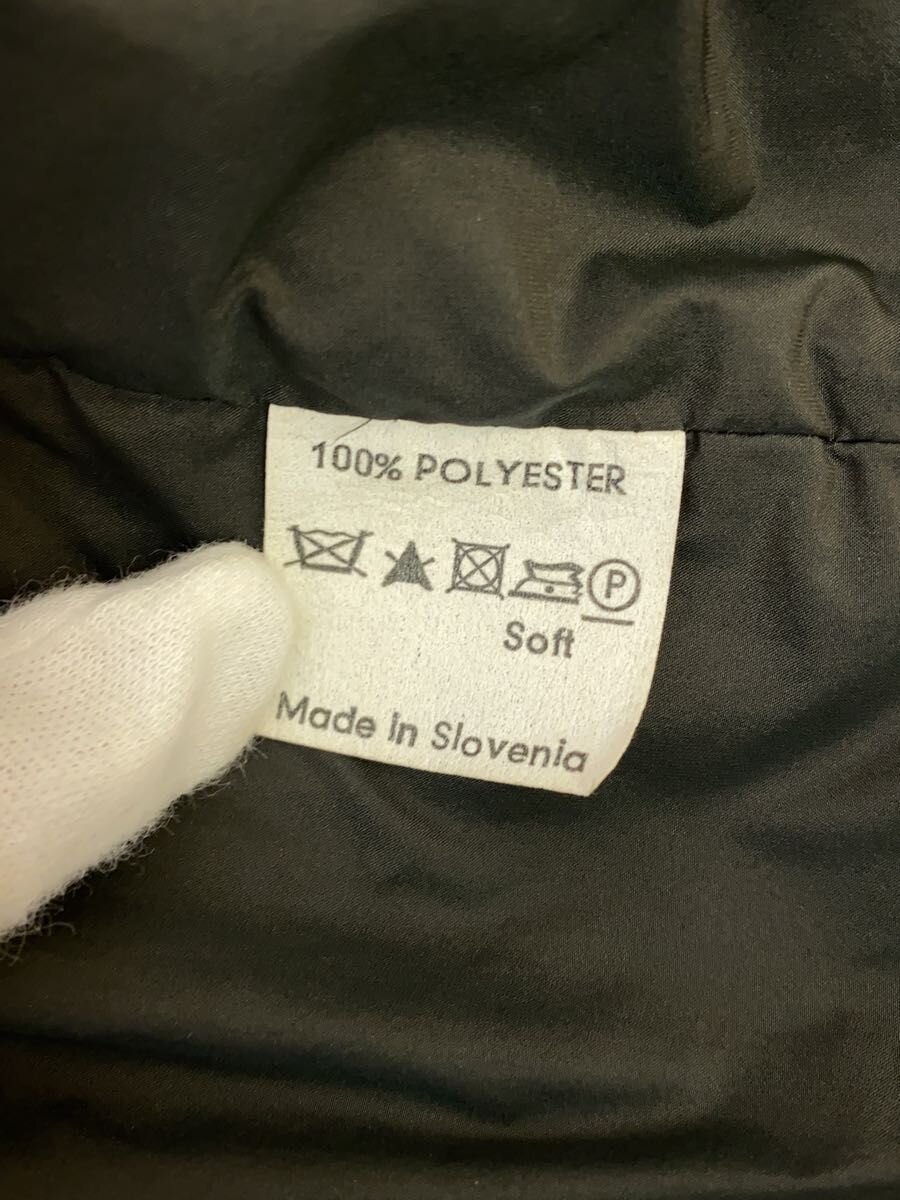 100% POLYESTER
P
Soft
Made in Slovenia